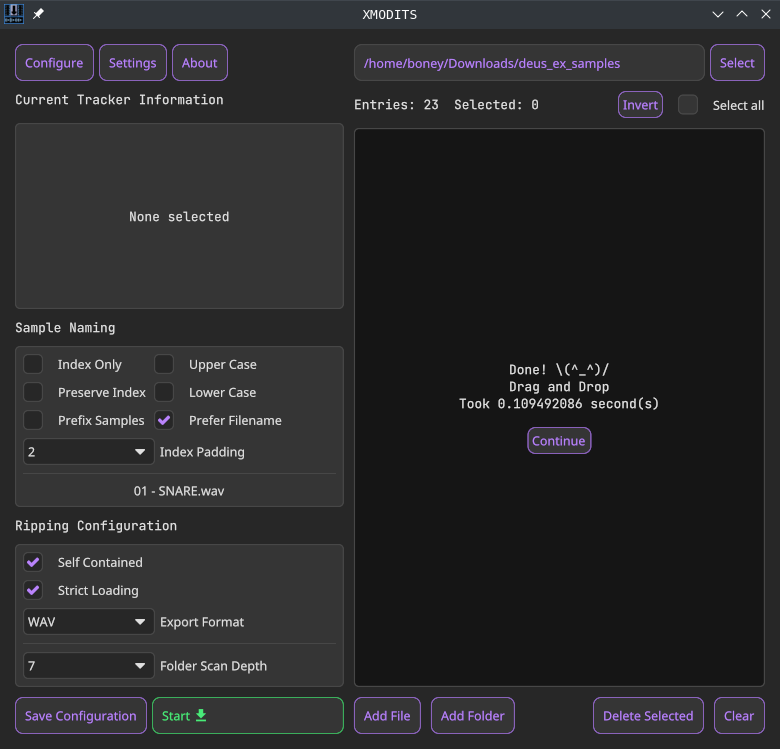 XMODITS
Configure Settings About
/home/boney/Downloads/deus_ex_samples Select
Current Tracker Information
Entries: 23 Selected: 0 Invert Select all
None selected
Sample Naming
Index Only Upper Case
Preserve Index Lower Case
Prefix Samples Prefer Filename
2 Index Padding
01 - SNARE.wav
Ripping Configuration
Self Contained
Strict Loading
WAV Export Format
7 Folder Scan Depth
Save Configuration Start
Done! \(^_^)/
Drag and Drop
Took 0.109492086 second(s)
Continue
Add File Add Folder Delete Selected Clear